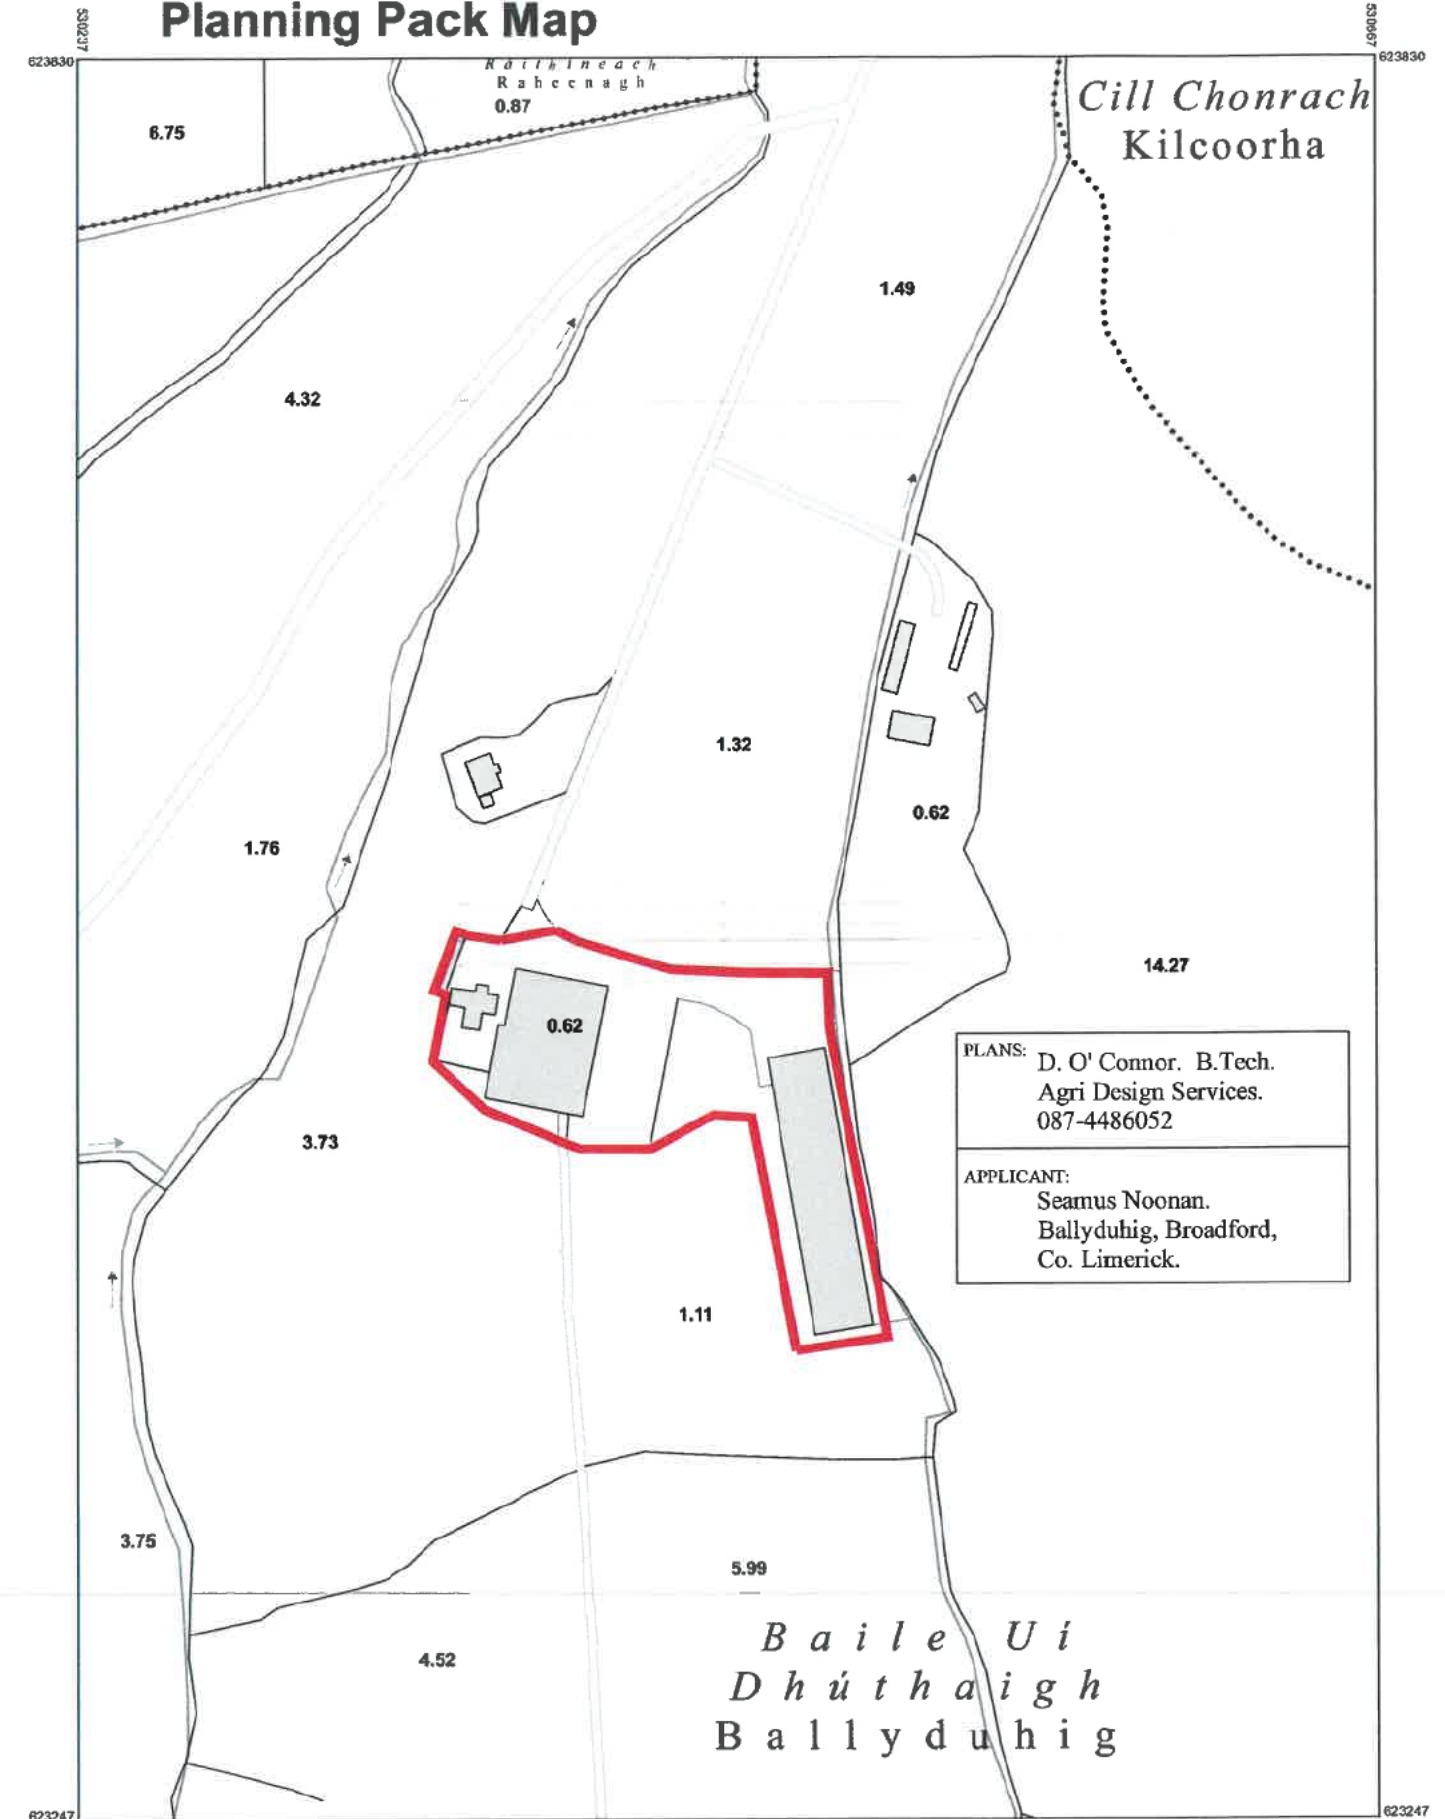 Planning Pack Map
530237
530667
623830
623830
Ráithíneach
Raheenagh
0.87
6.75
Cill Chonrach
Kilcoorha
1.49
4.32
1.32
0.62
1.76
14.27
0.62
PLANS: D. O' Connor. B.Tech.
Agri Design Services.
087-4486052
3.73
APPLICANT:
Seamus Noonan.
Ballyduhig, Broadford,
Co. Limerick.
1.11
3.75
5.99
Baile Uí
Dhúthaigh
Ballyduhig
4.52
623247
623247